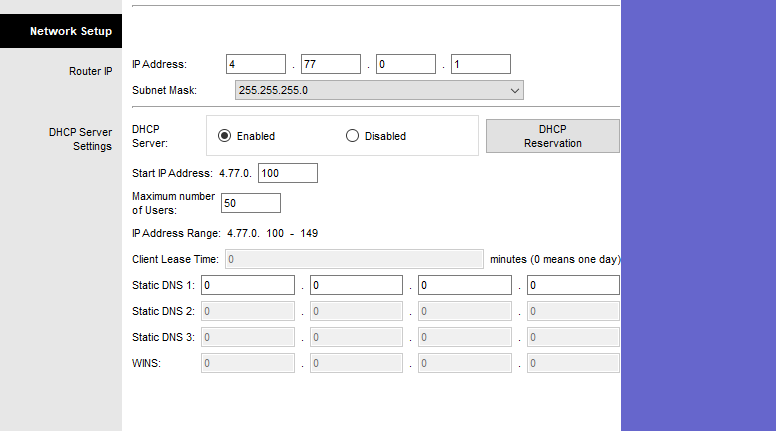 Network Setup
Router IP
IP Address: 4 . 77 . 0 . 1
Subnet Mask: 255.255.255.0
DHCP Server Settings
DHCP Server: Enabled Disabled DHCP Reservation
Start IP Address: 4.77.0. 100
Maximum number of Users: 50
IP Address Range: 4.77.0. 100 - 149
Client Lease Time: 0 minutes (0 means one day)
Static DNS 1: 0 . 0 . 0 . 0
Static DNS 2: 0 . 0 . 0 . 0
Static DNS 3: 0 . 0 . 0 . 0
WINS: 0 . 0 . 0 . 0